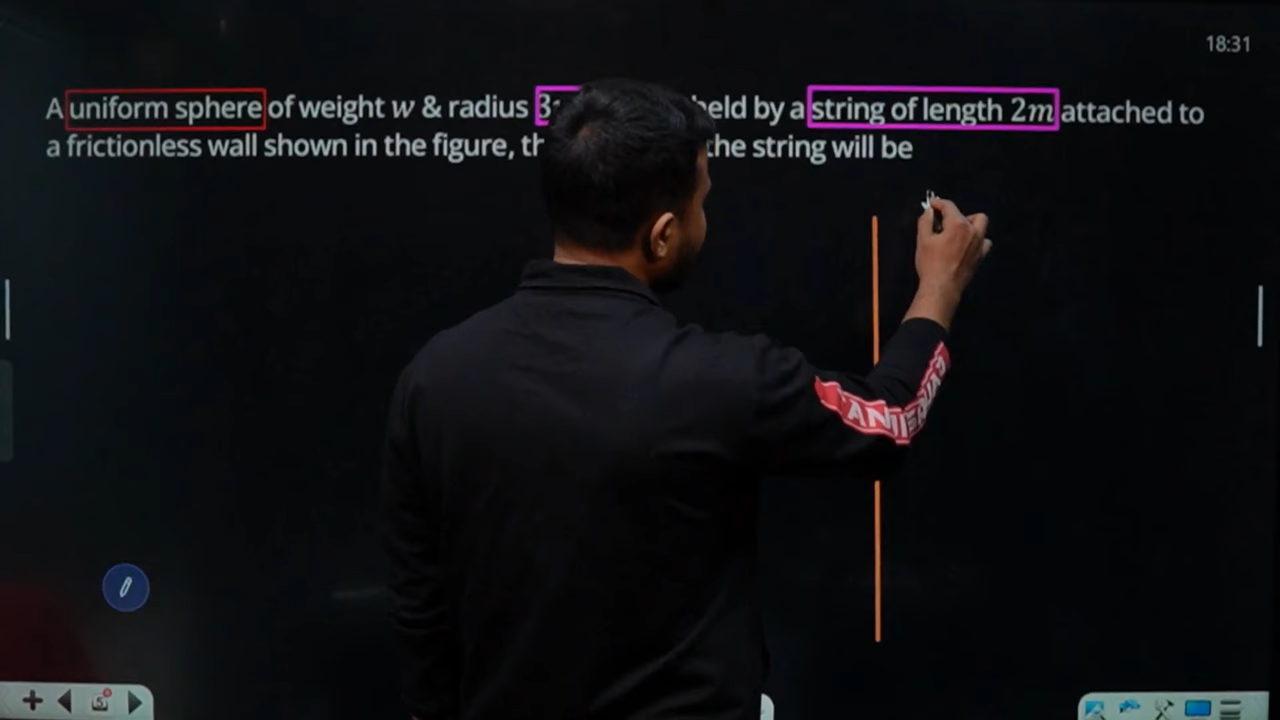 18:31
A uniform sphere of weight w & radius 3 held by a string of length 2m attached to
a frictionless wall shown in the figure, the string will be